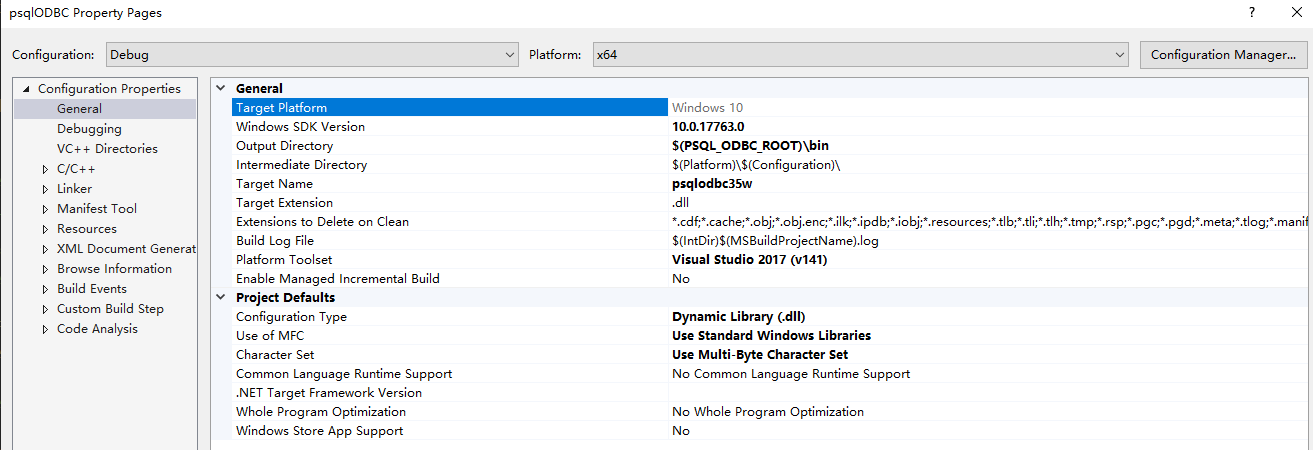 psqlODBC Property Pages
? ×
Configuration: Debug Platform: x64 Configuration Manager...
Configuration Properties
General
Debugging
VC++ Directories
C/C++
Linker
Manifest Tool
Resources
XML Document Generat
Browse Information
Build Events
Custom Build Step
Code Analysis
General
Target Platform Windows 10
Windows SDK Version 10.0.17763.0
Output Directory $(PSQL_ODBC_ROOT)\bin
Intermediate Directory $(Platform)\$(Configuration)\
Target Name psqlodbc35w
Target Extension .dll
Extensions to Delete on Clean *.cdf;*.cache;*.obj;*.obj.enc;*.ilk;*.ipdb;*.iobj;*.resources;*.tlb;*.tli;*.tlh;*.tmp;*.rsp;*.pgc;*.pgd;*.meta;*.tlog;*.manif
Build Log File $(IntDir)$(MSBuildProjectName).log
Platform Toolset Visual Studio 2017 (v141)
Enable Managed Incremental Build No
Project Defaults
Configuration Type Dynamic Library (.dll)
Use of MFC Use Standard Windows Libraries
Character Set Use Multi-Byte Character Set
Common Language Runtime Support No Common Language Runtime Support
.NET Target Framework Version
Whole Program Optimization No Whole Program Optimization
Windows Store App Support No